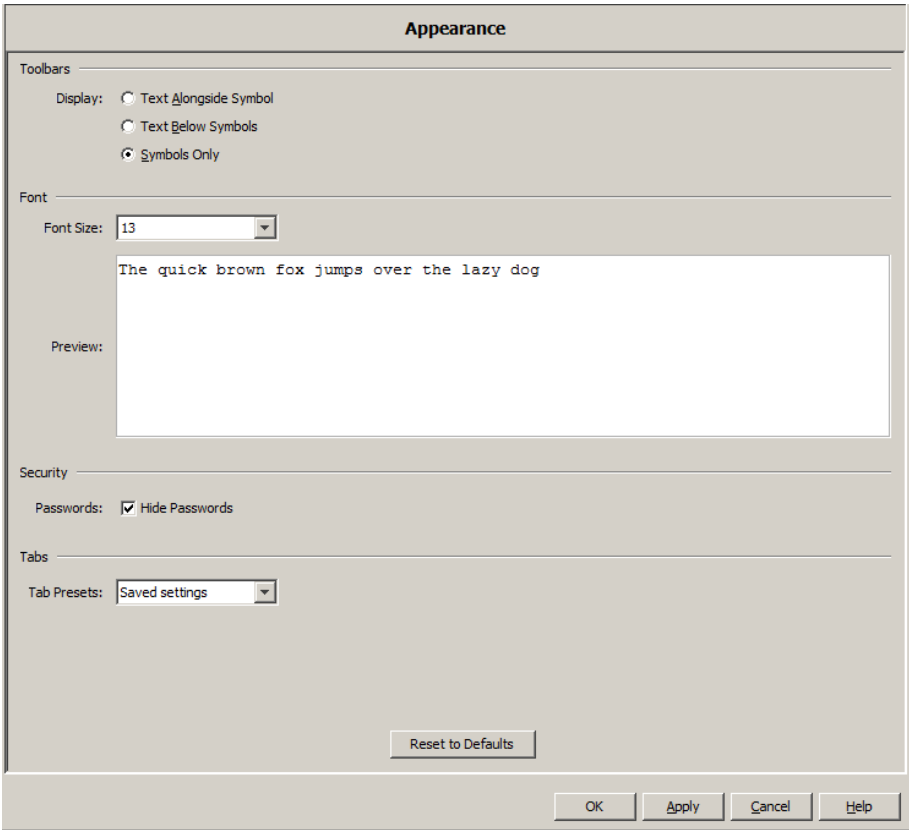 Appearance
Toolbars
Display: Text Alongside Symbol
Text Below Symbols
Symbols Only
Font
Font Size: 13
The quick brown fox jumps over the lazy dog
Preview:
Security
Passwords: Hide Passwords
Tabs
Tab Presets: Saved settings
Reset to Defaults
OK Apply Cancel Help